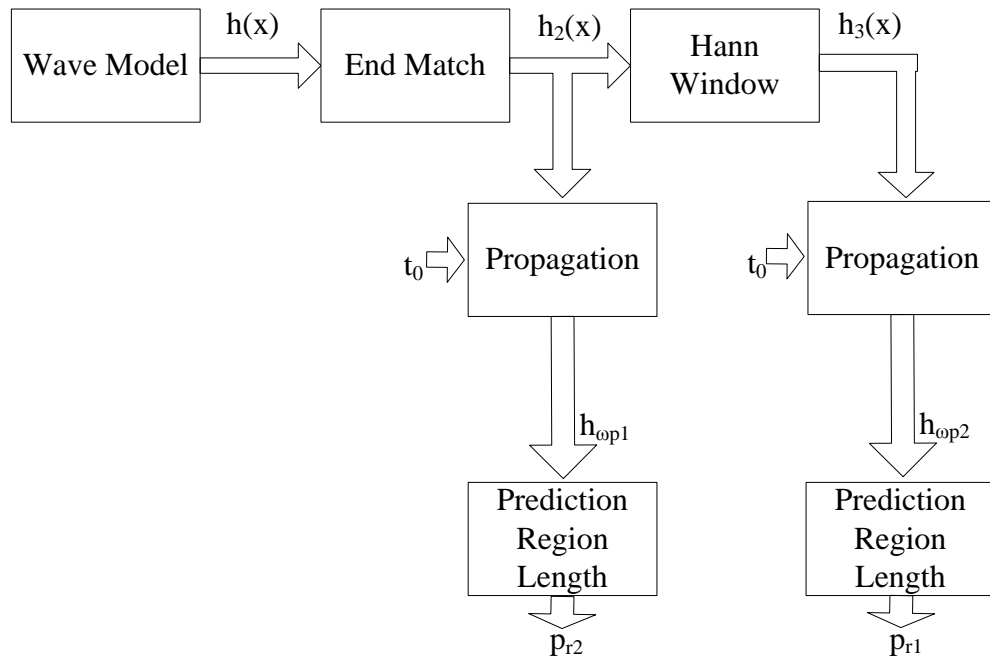 h(x)
h₂(x)
h₃(x)
Wave Model
End Match
Hann
Window
t₀
Propagation
t₀
Propagation
hωp1
hωp2
Prediction
Region
Length
Prediction
Region
Length
pr2
pr1